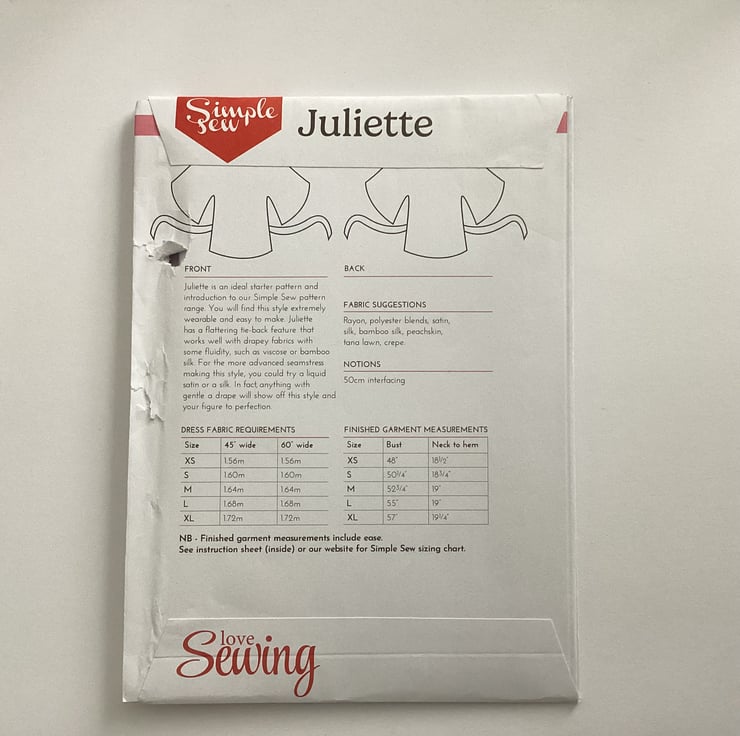 Simple
Sew
Juliette
FRONT
Juliette is an ideal starter pattern and
introduction to our Simple Sew pattern
range. You will find this style extremely
wearable and easy to make. Juliette
has a flattering tie-back feature that
works well with drapey fabrics with
some fluidity, such as viscose or bamboo
silk. For the more advanced seamstress
making this style, you could try a liquid
satin or a silk. In fact, anything with
gentle a drape will show off this style and
your figure to perfection.
BACK
FABRIC SUGGESTIONS
Rayon, polyester blends, satin,
silk, bamboo silk, peachskin,
tana lawn, crepe.
NOTIONS
50cm interfacing
DRESS FABRIC REQUIREMENTS
Size 45" wide 60" wide
XS 1.56m 1.56m
S 1.60m 1.60m
M 1.64m 1.64m
L 1.68m 1.68m
XL 1.72m 1.72m
FINISHED GARMENT MEASUREMENTS
Size Bust Neck to hem
XS 48" 18½"
S 50¼" 18¾"
M 52¾" 19"
L 55" 19"
XL 57" 19¼"
NB - Finished garment measurements include ease.
See instruction sheet (inside) or our website for Simple Sew sizing chart.
love
Sewing